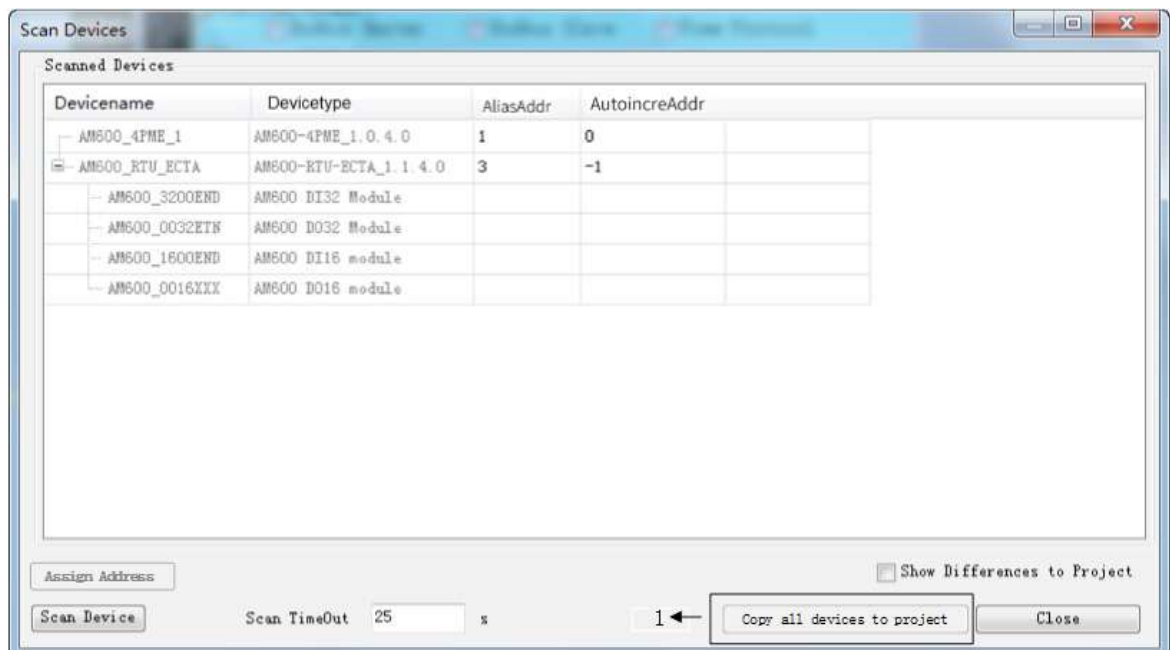 Scan Devices
Scanned Devices
Devicename Devicetype AliasAddr AutoincreAddr
AM600_4PME_1 AM600-4PME_1.0.4.0 1 0
AM600_RTU_ECTA AM600-RTU-ECTA_1.1.4.0 3 -1
AM600_3200END AM600 DI32 Module
AM600_0032ETN AM600 DO32 Module
AM600_1600END AM600 DI16 module
AM600_0016XXX AM600 DO16 module
Assign Address Show Differences to Project
Scan Device Scan TimeOut 25 s 1 Copy all devices to project Close